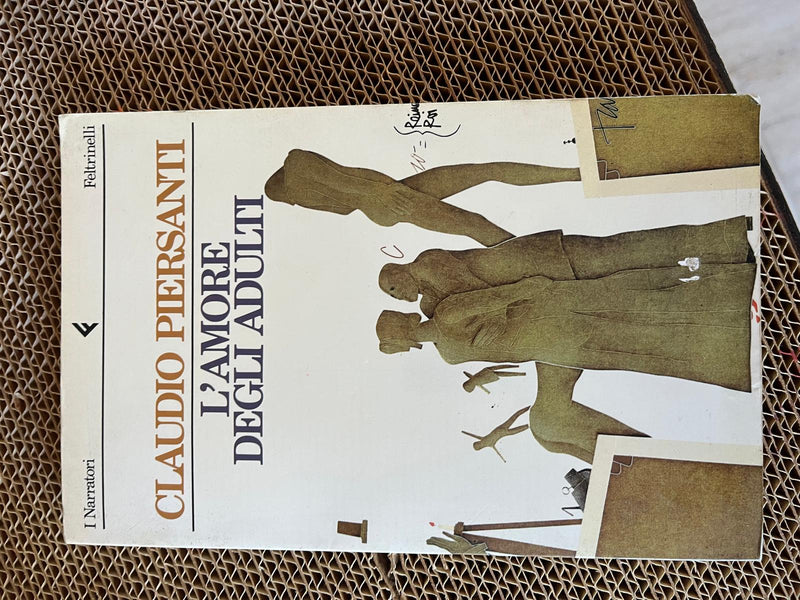 I Narratori Feltrinelli
CLAUDIO PIERSANTI
L'AMORE
DEGLI ADULTI
C